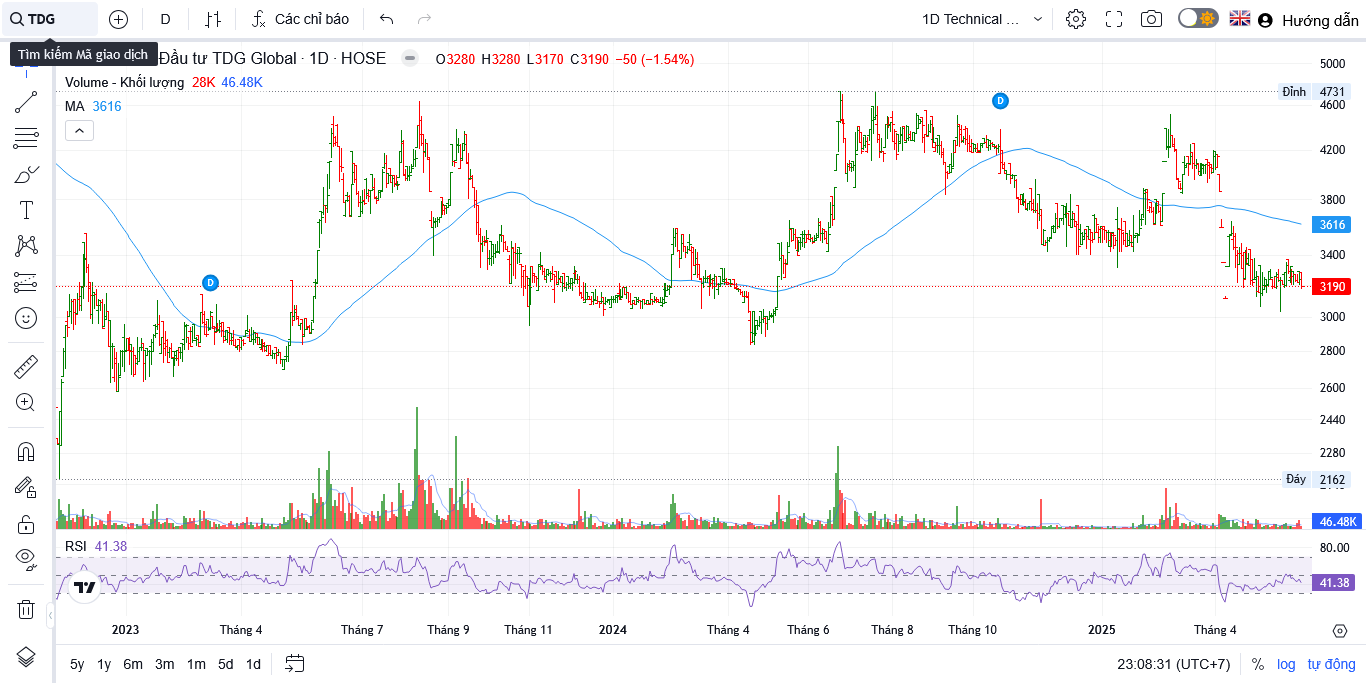 TDG D Các chỉ báo 1D Technical ... Hướng dẫn
Tìm kiếm Mã giao dịch
Đầu tư TDG Global · 1D · HOSE O3280 H3280 L3170 C3190 −50 (−1.54%)
Volume - Khối lượng 28K 46.48K
MA 3616
5000
Đỉnh 4731
4600
4200
3800
3616
3400
3190
3000
2800
2600
2440
2280
Đáy 2162
46.48K
D
D
T
RSI 41.38
80.00
41.38
2023 Tháng 4 Tháng 7 Tháng 9 Tháng 11 2024 Tháng 4 Tháng 6 Tháng 8 Tháng 10 2025 Tháng 4
5y 1y 6m 3m 1m 5d 1d 23:08:31 (UTC+7) % log tự động